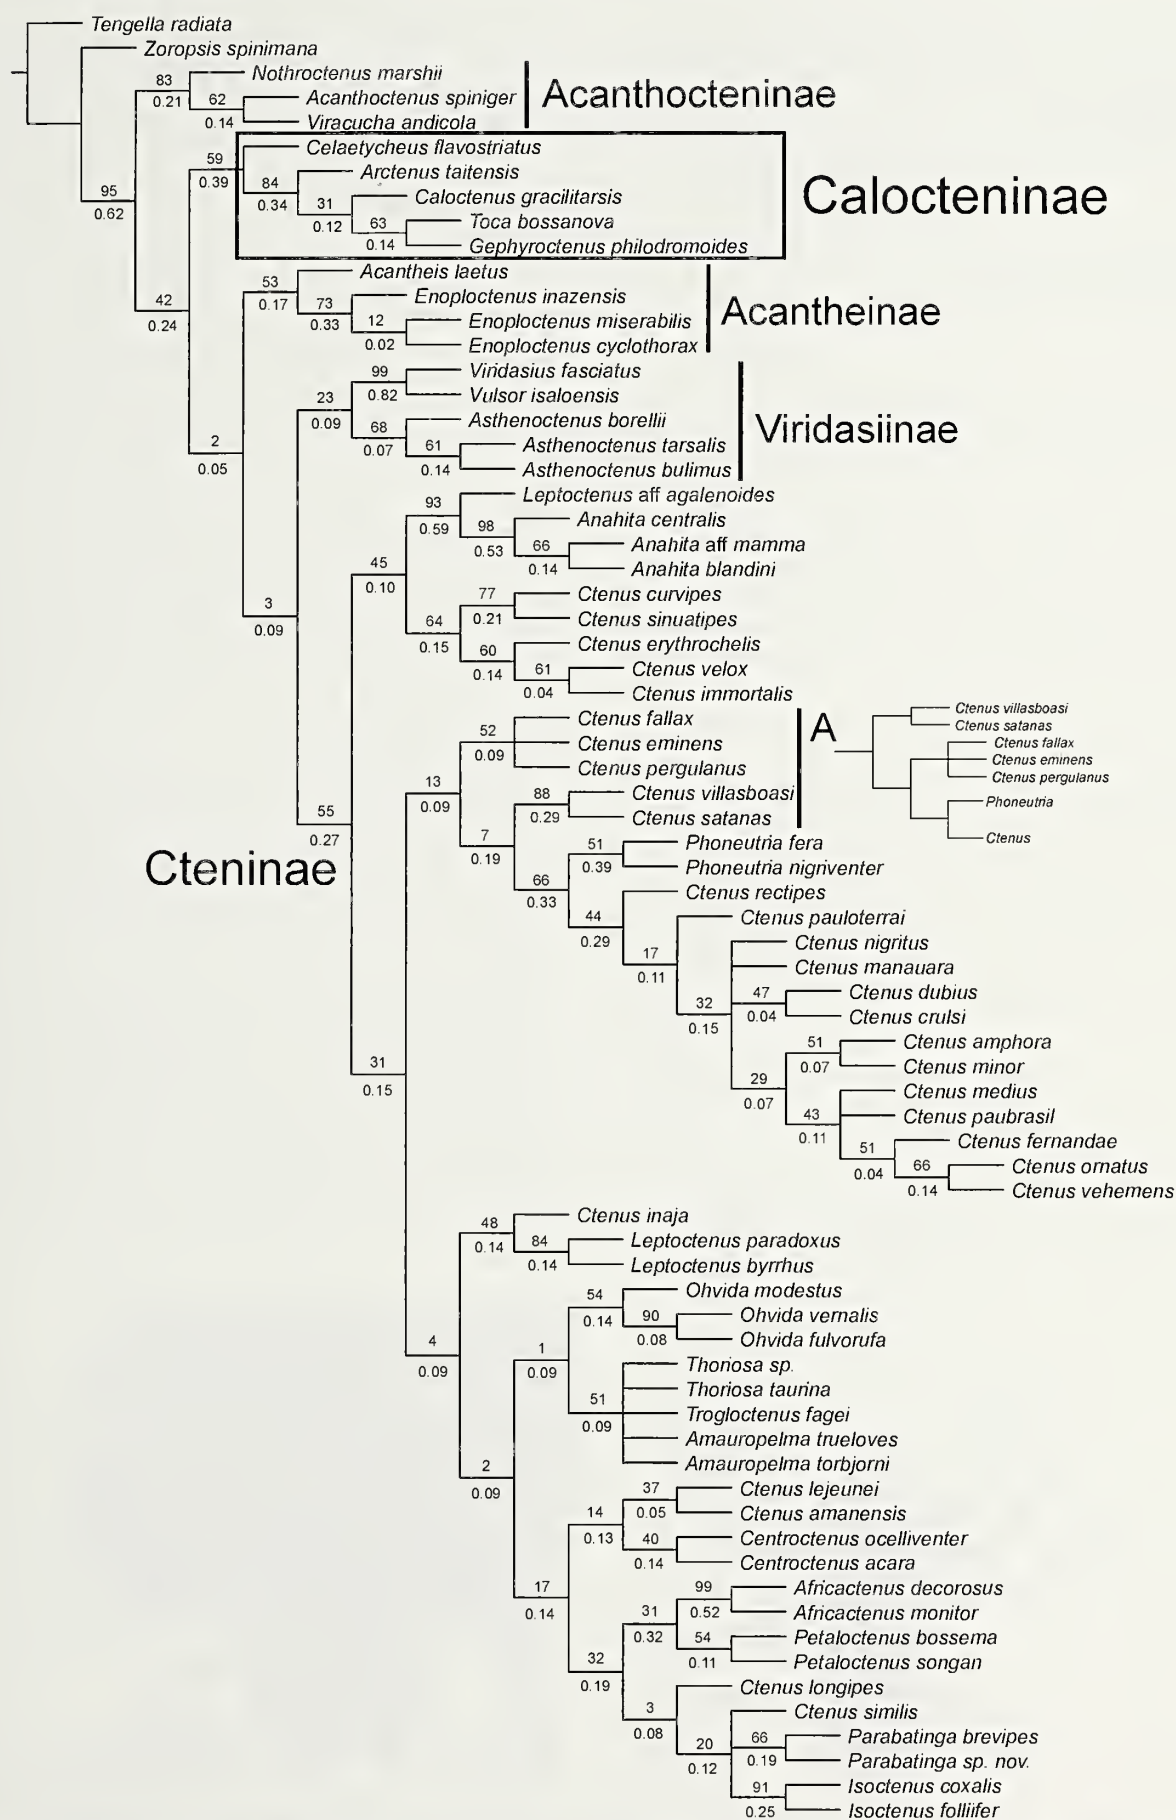 Tengella radiata
Zoropsis spinimana
Nothroctenus marshii
83
0.21
62
0.14
Acanthoctenus spiniger
Viracucha andicola
Acanthocteninae
Celaetycheus flavostriatus
59
0.39
Arctenus taitensis
84
0.34
95
0.62
Caloctenus gracilitarsis
31
0.12
Toca bossanova
63
0.14
Gephyroctenus philodromoides
Calocteninae
Acantheis laetus
53
0.17
42
0.24
Enoploctenus inazensis
73
0.33
Enoploctenus miserabilis
12
0.02
Enoploctenus cyclothorax
Acantheinae
Viridasius fasciatus
99
0.82
Vulsor isaloensis
23
0.09
Asthenoctenus borellii
68
0.07
2
0.05
Asthenoctenus tarsalis
61
0.14
Asthenoctenus bulimus
Viridasiinae
Leptoctenus aff agalenoides
93
0.59
Anahita centralis
98
0.53
Anahita aff mamma
66
0.14
Anahita blandini
45
0.10
Ctenus curvipes
77
0.21
Ctenus sinuatipes
3
0.09
64
0.15
Ctenus erythrochelis
60
0.14
Ctenus velox
61
0.04
Ctenus immortalis
Ctenus fallax
52
0.09
Ctenus eminens
Ctenus pergulanus
13
0.09
Ctenus villasboasi
88
0.29
Ctenus satanas
A
Ctenus villasboasi
Ctenus satanas
Ctenus fallax
Ctenus eminens
Ctenus pergulanus
Phoneutria
Ctenus
55
0.27
7
0.19
Cteninae
Phoneutria fera
51
0.39
Phoneutria nigriventer
66
0.33
Ctenus rectipes
44
0.29
Ctenus pauloterrai
17
0.11
Ctenus nigritus
Ctenus manauara
32
0.15
Ctenus dubius
47
0.04
Ctenus crulsi
Ctenus amphora
51
0.07
Ctenus minor
31
0.15
29
0.07
Ctenus medius
43
0.11
Ctenus paubrasil
Ctenus fernandae
51
0.04
Ctenus ornatus
66
0.14
Ctenus vehemens
Ctenus inaja
48
0.14
Leptoctenus paradoxus
84
0.14
Leptoctenus byrrhus
Ohvida modestus
54
0.14
Ohvida vernalis
90
0.08
Ohvida fulvorufa
4
0.09
1
0.09
Thoriosa sp.
Thoriosa taurina
51
0.09
Trogloctenus fagei
Amauropelma trueloves
Amauropelma torbjorni
2
0.09
Ctenus lejeunei
37
0.05
Ctenus amanensis
14
0.13
Centroctenus ocelliventer
40
0.14
Centroctenus acara
17
0.14
Africactenus decorosus
99
0.52
Africactenus monitor
31
0.32
Petaloctenus bossema
54
0.11
Petaloctenus songan
32
0.19
Ctenus longipes
3
0.08
Ctenus similis
20
0.12
Parabatinga brevipes
66
0.19
Parabatinga sp. nov.
Isoctenus coxalis
91
0.25
Isoctenus folliifer